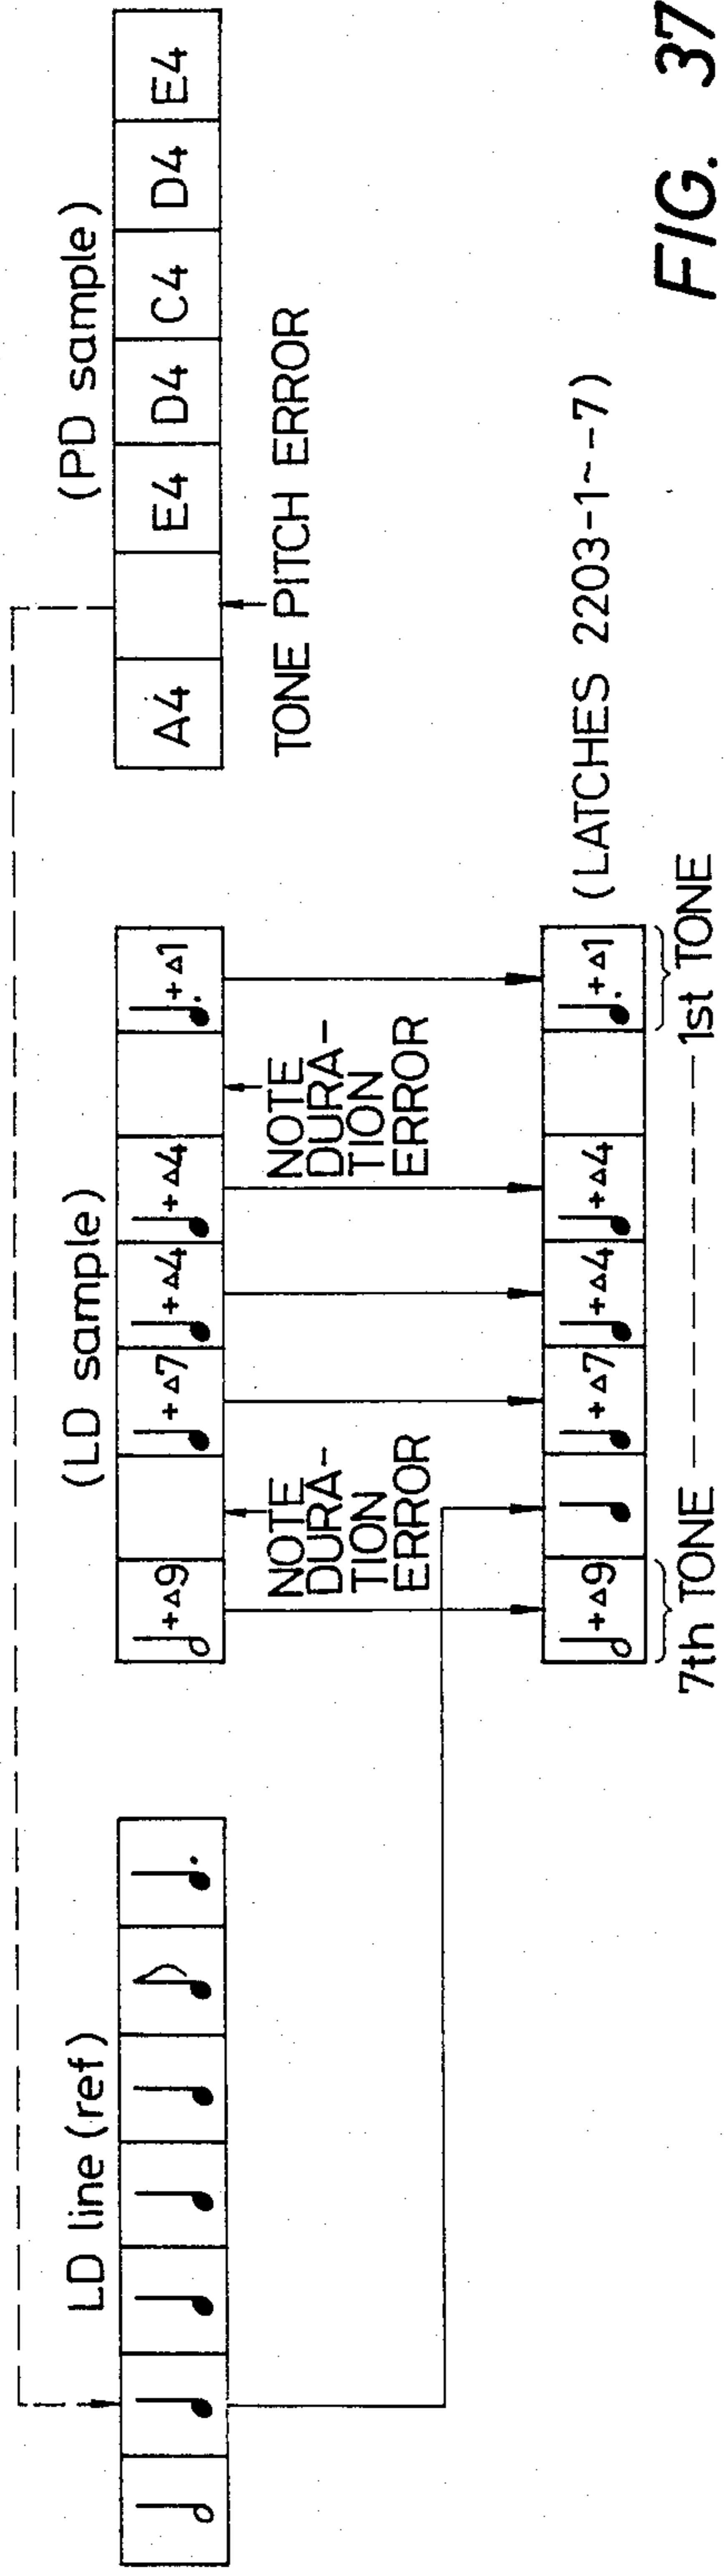 LD line (ref)
(LD sample)
(PD sample)
+Δ9
+Δ7
+Δ4
+Δ4
+Δ1
A4
E4
D4
C4
D4
E4
NOTE
DURA-
TION
ERROR
NOTE
DURA-
TION
ERROR
TONE PITCH ERROR
+Δ9
+Δ7
+Δ4
+Δ4
+Δ1
(LATCHES 2203-1~-7)
7th TONE
1st TONE
FIG. 37